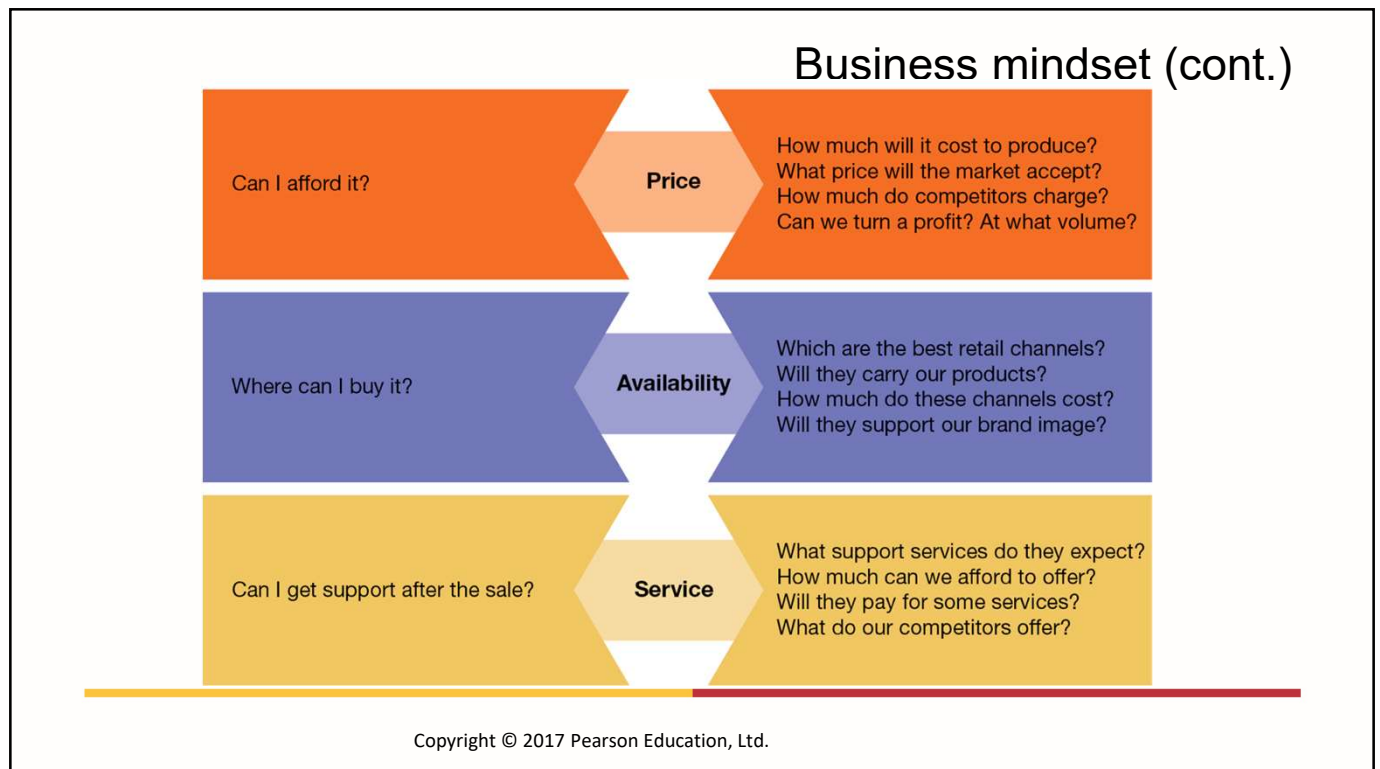 Business mindset (cont.)
Can I afford it?
Price
How much will it cost to produce?
What price will the market accept?
How much do competitors charge?
Can we turn a profit? At what volume?
Where can I buy it?
Availability
Which are the best retail channels?
Will they carry our products?
How much do these channels cost?
Will they support our brand image?
Can I get support after the sale?
Service
What support services do they expect?
How much can we afford to offer?
Will they pay for some services?
What do our competitors offer?
Copyright © 2017 Pearson Education, Ltd.